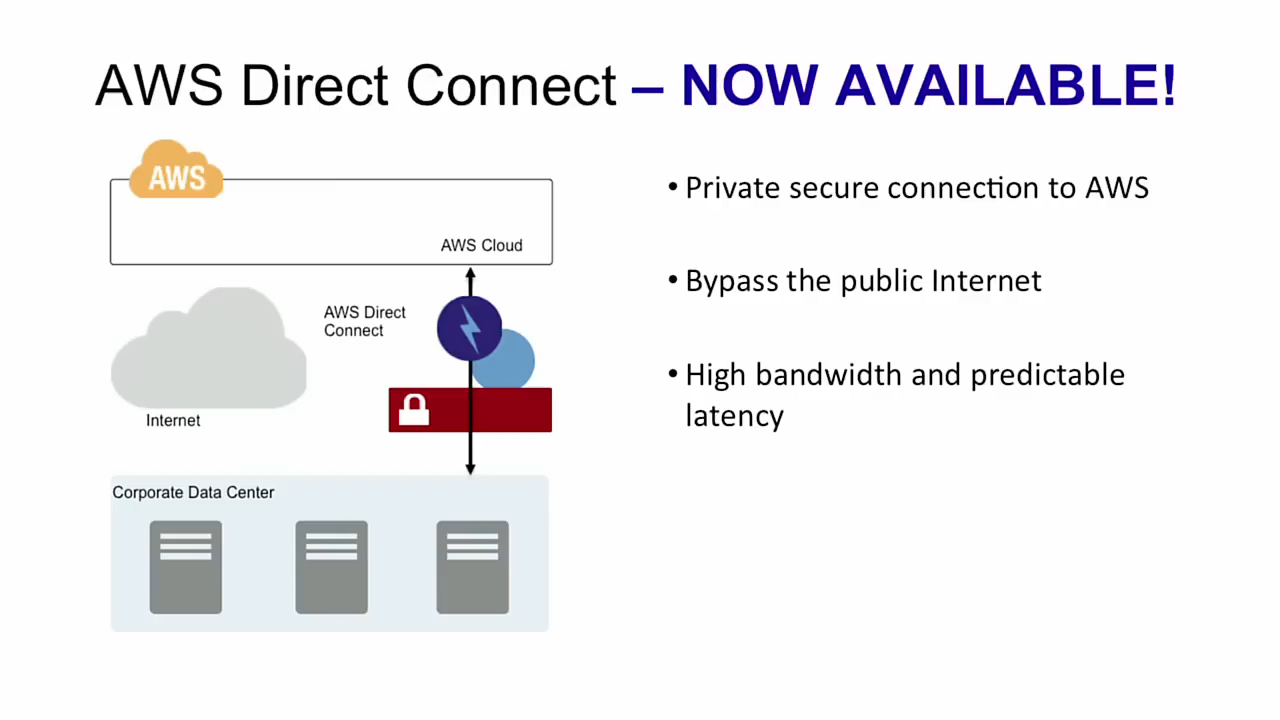 AWS Direct Connect – NOW AVAILABLE!
AWS
AWS Cloud
AWS Direct
Connect
Internet
Corporate Data Center
• Private secure connection to AWS
• Bypass the public Internet
• High bandwidth and predictable
latency